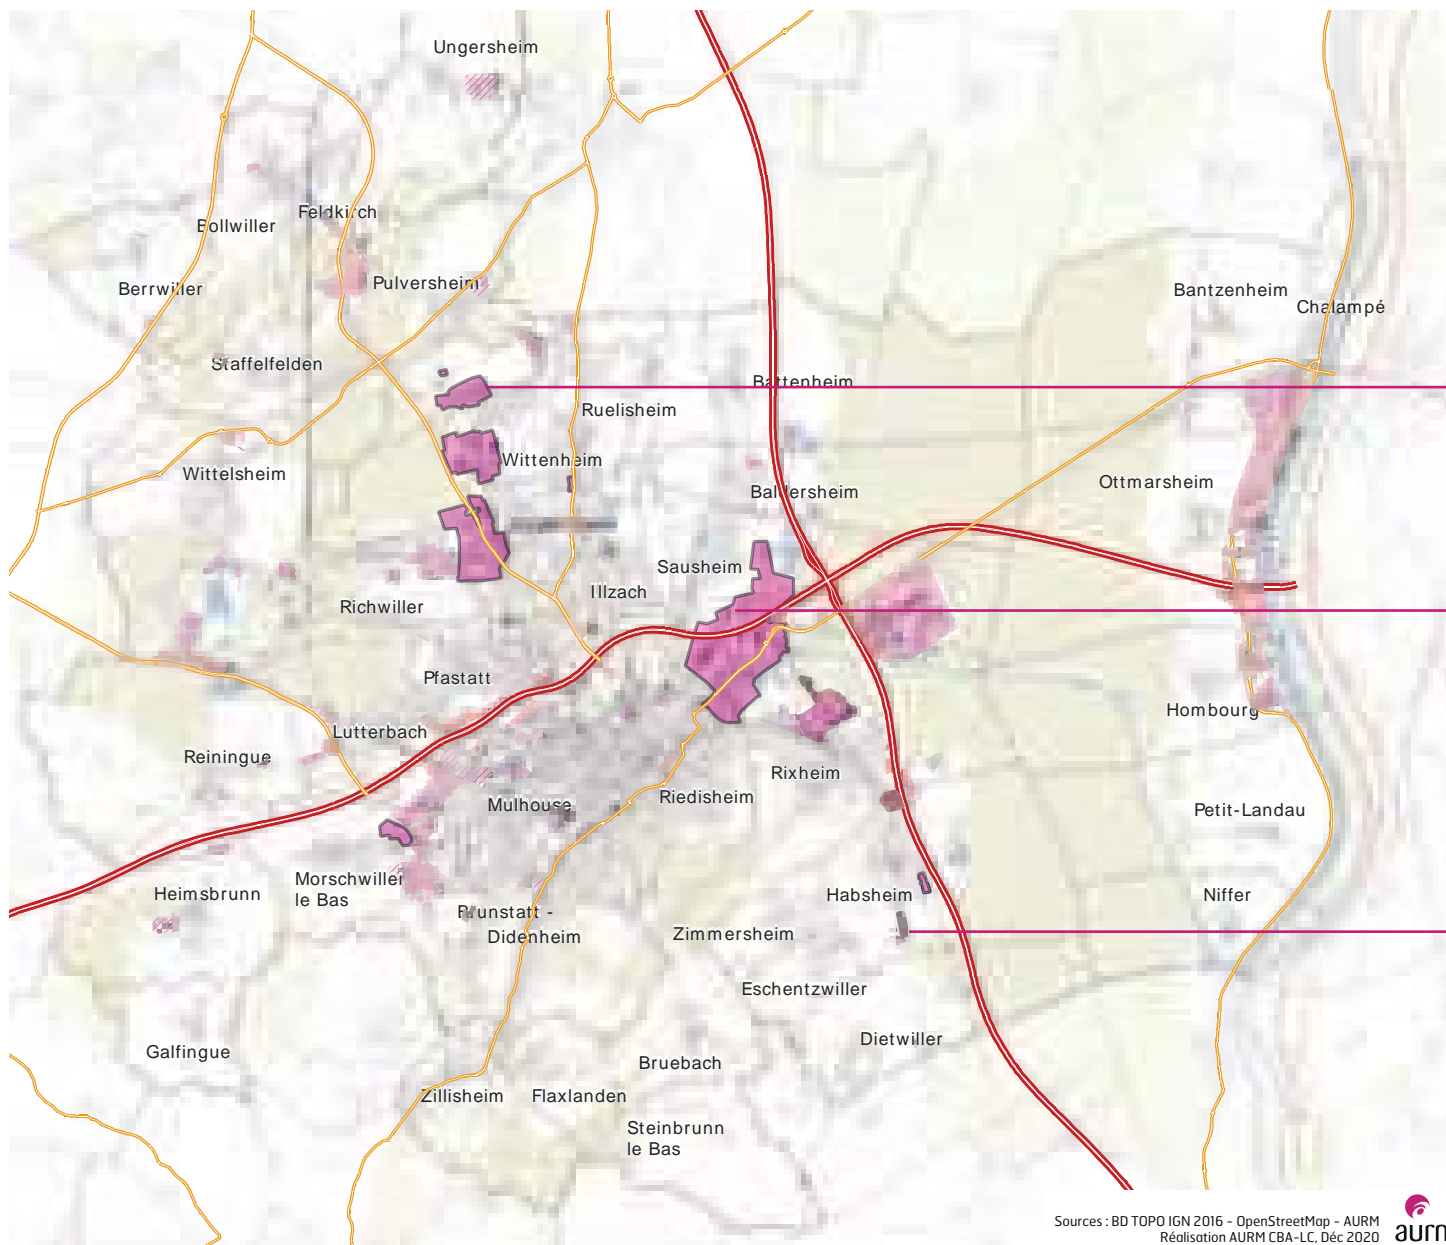 Ungersheim
Feldkirch
Bollwiller
Berrwiller
Pulversheim
Bantzenheim
Chalampé
Staffelfelden
Battenheim
Ruelisheim
Wittenheim
Wittelsheim
Ottmarsheim
Baldersheim
Sausheim
Illzach
Richwiller
Pfastatt
Hombourg
Lutterbach
Reiningue
Rixheim
Riedisheim
Mulhouse
Petit-Landau
Morschwiller
le Bas
Heimsbrunn
Habsheim
Niffer
Brunstatt -
Didenheim
Zimmersheim
Eschentzwiller
Dietwiller
Galfingue
Bruebach
Zillisheim
Flaxlanden
Steinbrunn
le Bas
Sources : BD TOPO IGN 2016 - OpenStreetMap - AURM
Réalisation AURM CBA-LC, Déc 2020
aurm